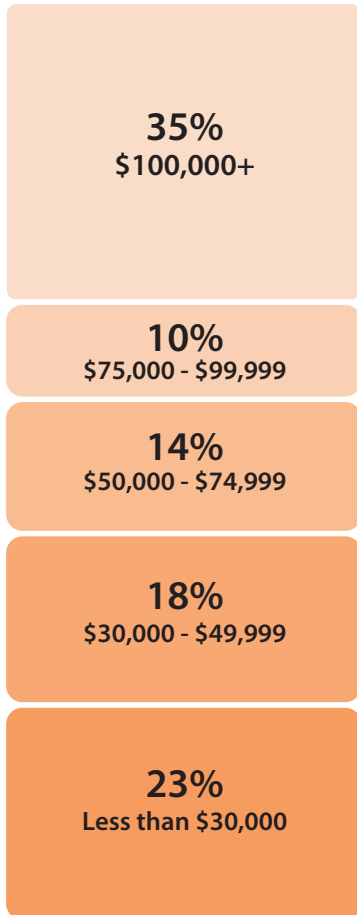 35%
$100,000+
10%
$75,000 - $99,999
14%
$50,000 - $74,999
18%
$30,000 - $49,999
23%
Less than $30,000